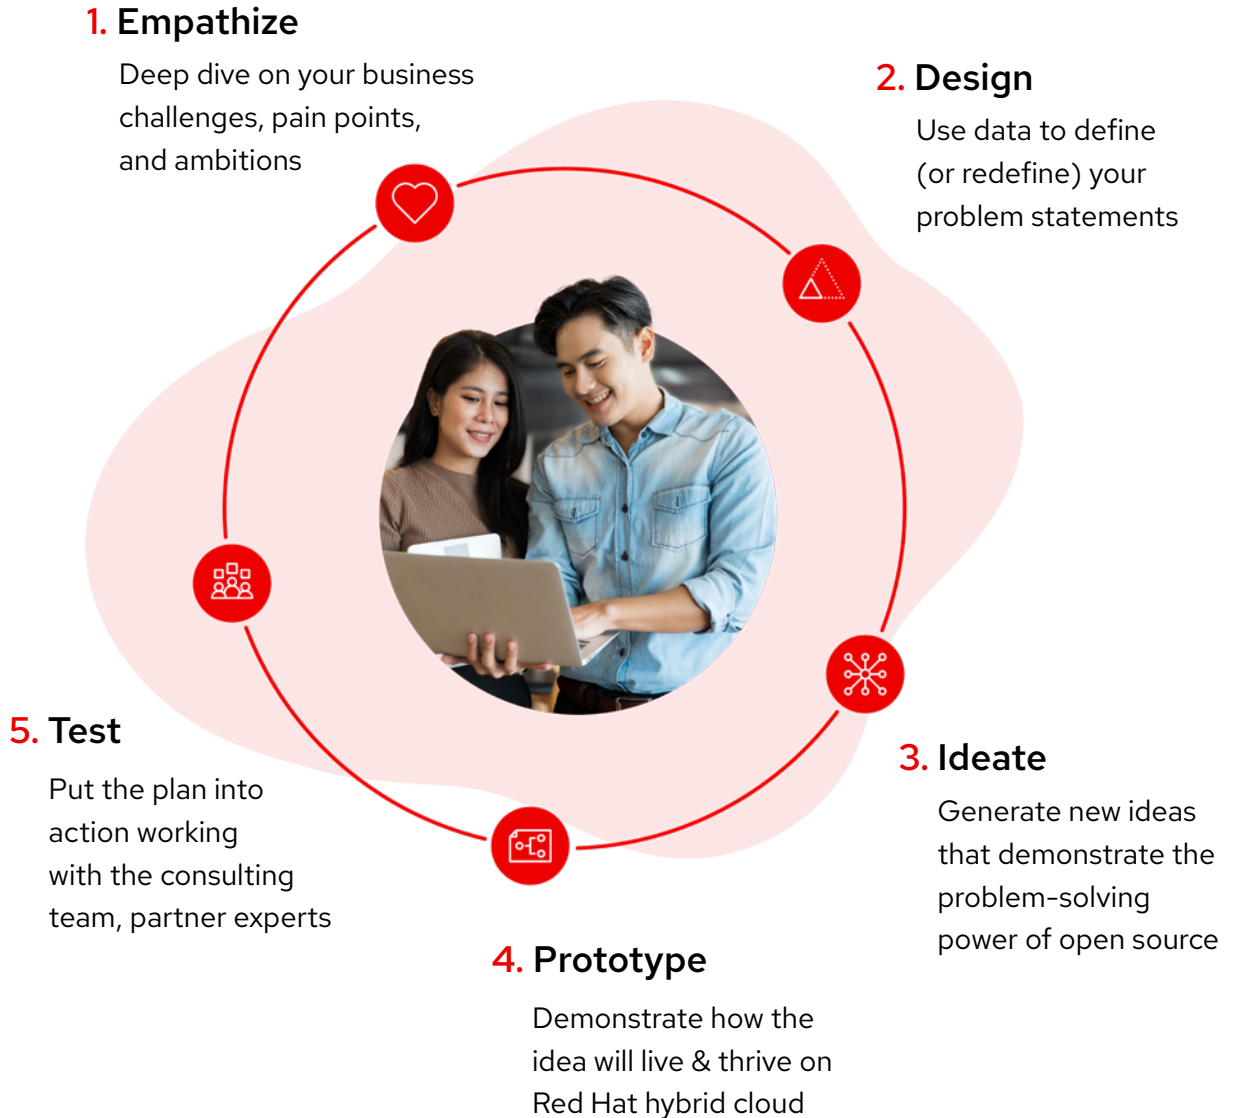 1. Empathize
Deep dive on your business
challenges, pain points,
and ambitions
2. Design
Use data to define
(or redefine) your
problem statements
3. Ideate
Generate new ideas
that demonstrate the
problem-solving
power of open source
4. Prototype
Demonstrate how the
idea will live & thrive on
Red Hat hybrid cloud
5. Test
Put the plan into
action working
with the consulting
team, partner experts